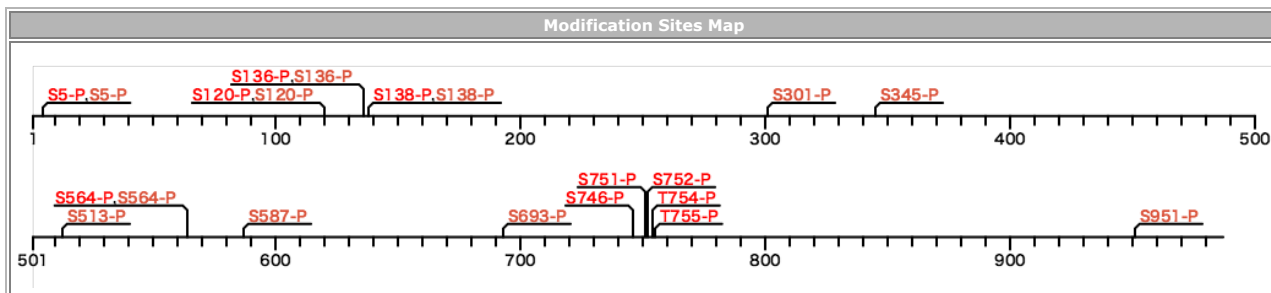 Modification Sites Map
S136-P,S136-P
S5-P,S5-P S120-P,S120-P S138-P,S138-P S301-P S345-P
1 100 200 300 400 500
S751-P S752-P
S564-P,S564-P S746-P T754-P
S513-P S587-P S693-P T755-P S951-P
501 600 700 800 900